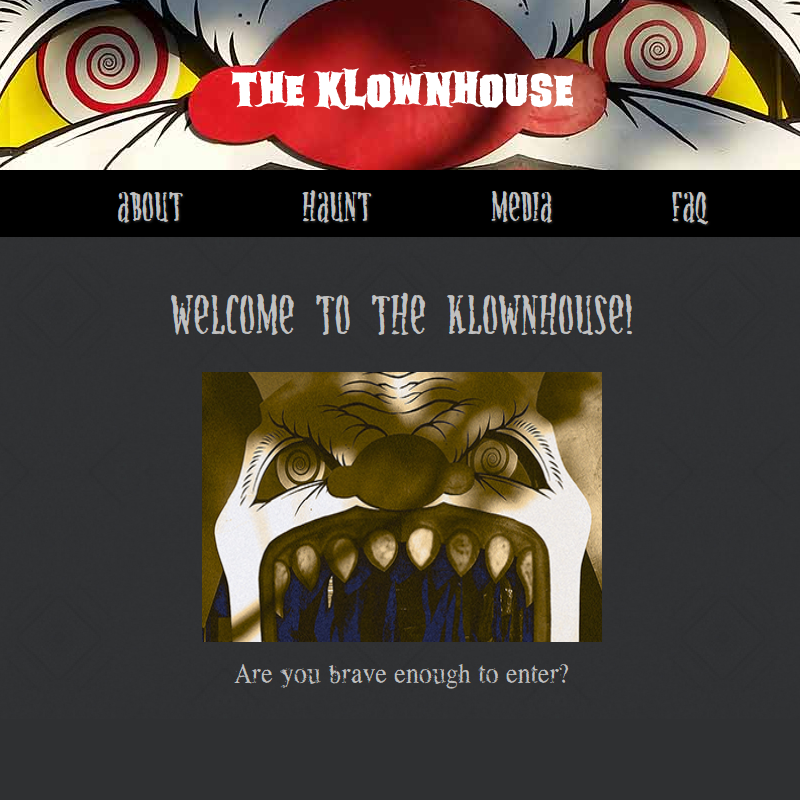 THE KLOWNHOUSE
ABOUT
HAUNT
MEDIA
FAQ
WELCOME TO THE KLOWNHOUSE!
Are you brave enough to enter?